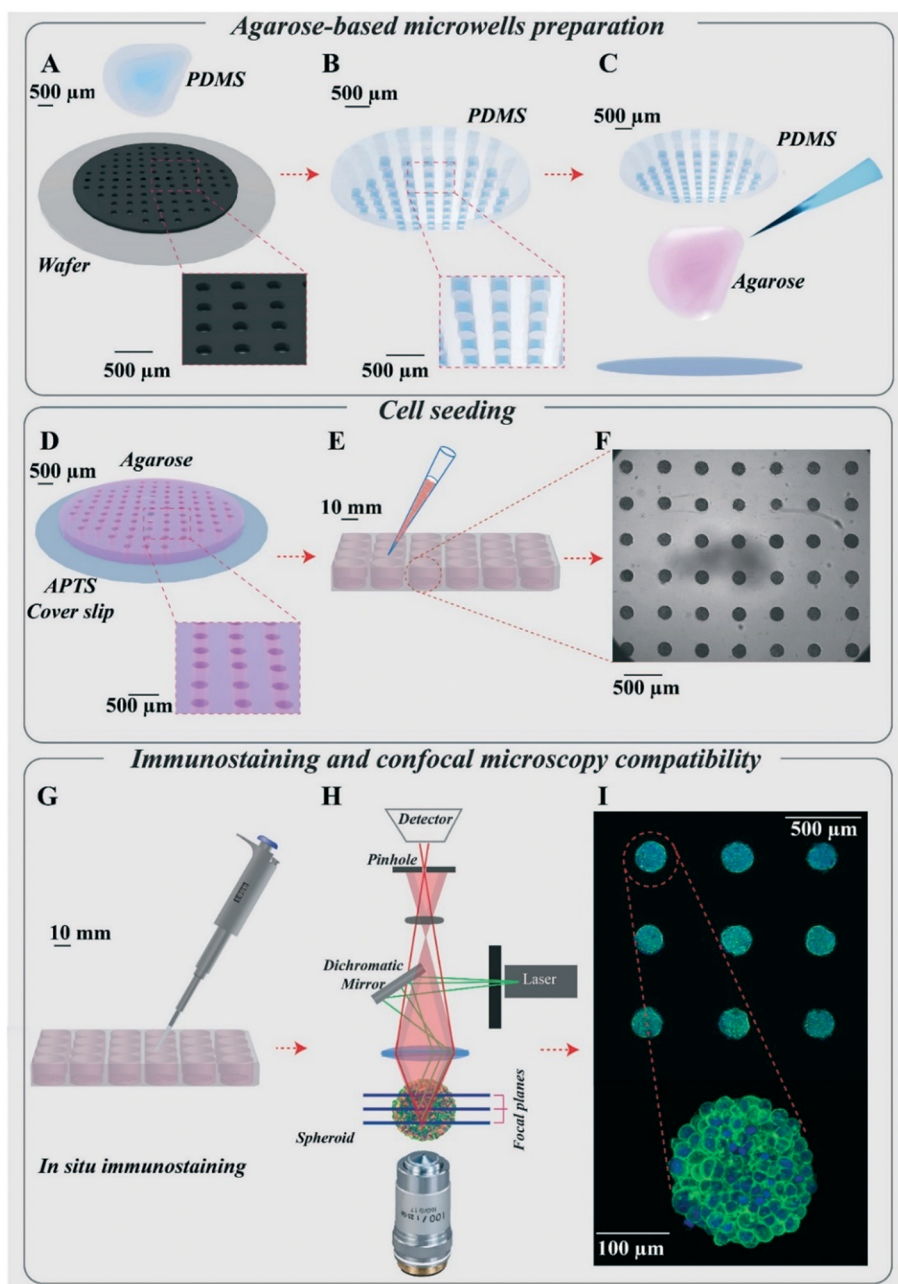 Agarose-based microwells preparation
A
500 µm
PDMS
Wafer
500 µm
B
500 µm
PDMS
500 µm
C
500 µm
PDMS
Agarose
Cell seeding
D
500 µm
Agarose
APTS
Cover slip
500 µm
E
10 mm
F
500 µm
Immunostaining and confocal microscopy compatibility
G
10 mm
In situ immunostaining
H
Detector
Pinhole
Dichromatic
Mirror
Laser
Focal planes
Spheroid
I
500 µm
100 µm